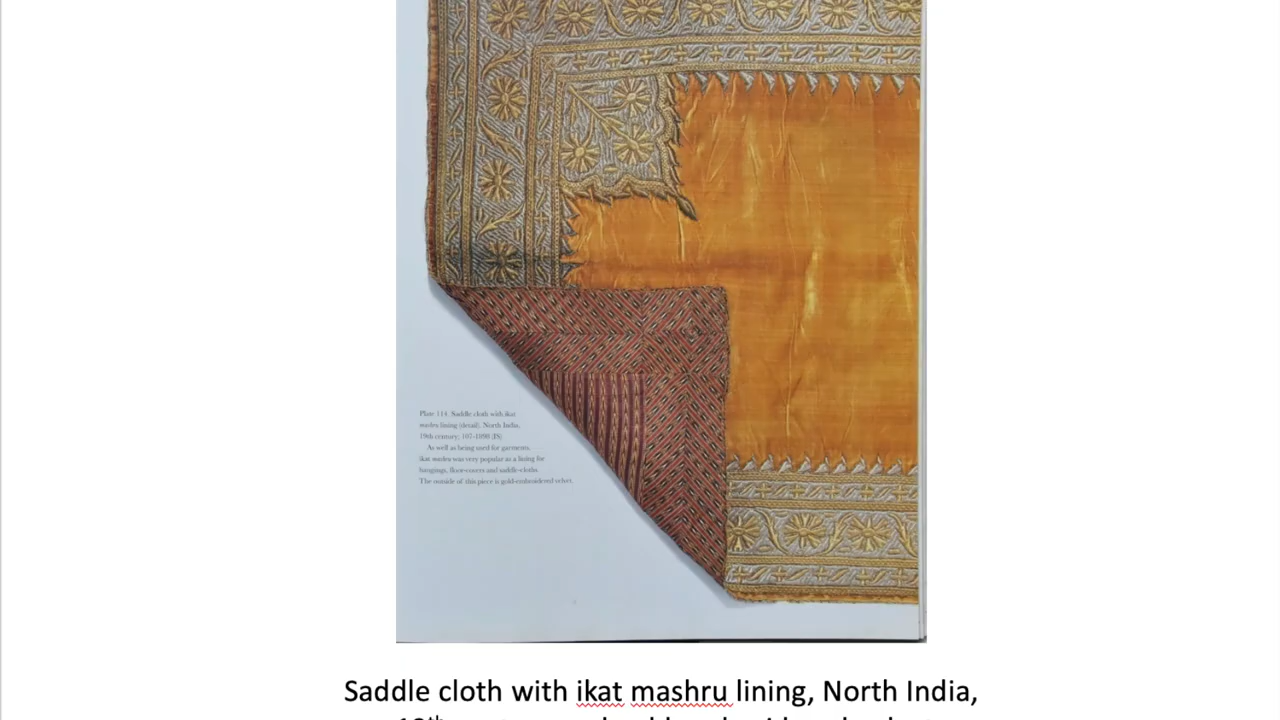 Plate 114. Saddle cloth with ikat
mashru lining (detail). North India,
19th century, 107-1898 (IS)
As well as being used for garments,
ikat mashru was very popular as a lining for
hangings, floor-covers and saddle-cloths.
The outside of this piece is gold-embroidered velvet.
Saddle cloth with ikat mashru lining, North India,